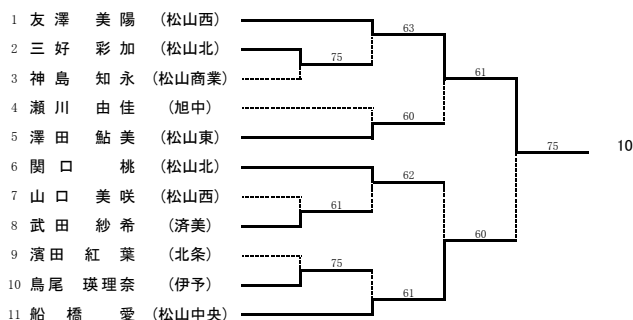 1 友澤 美陽 (松山西)
63
2 三好 彩加 (松山北)
75
3 神島 知永 (松山商業)
61
4 瀬川 由佳 (旭中)
60
5 澤田 鮎美 (松山東)
75 10
6 関口 桃 (松山北)
62
7 山口 美咲 (松山西)
61
8 武田 紗希 (済美)
60
9 濱田 紅葉 (北条)
75
10 鳥尾 瑛理奈 (伊予)
61
11 船橋 愛 (松山中央)